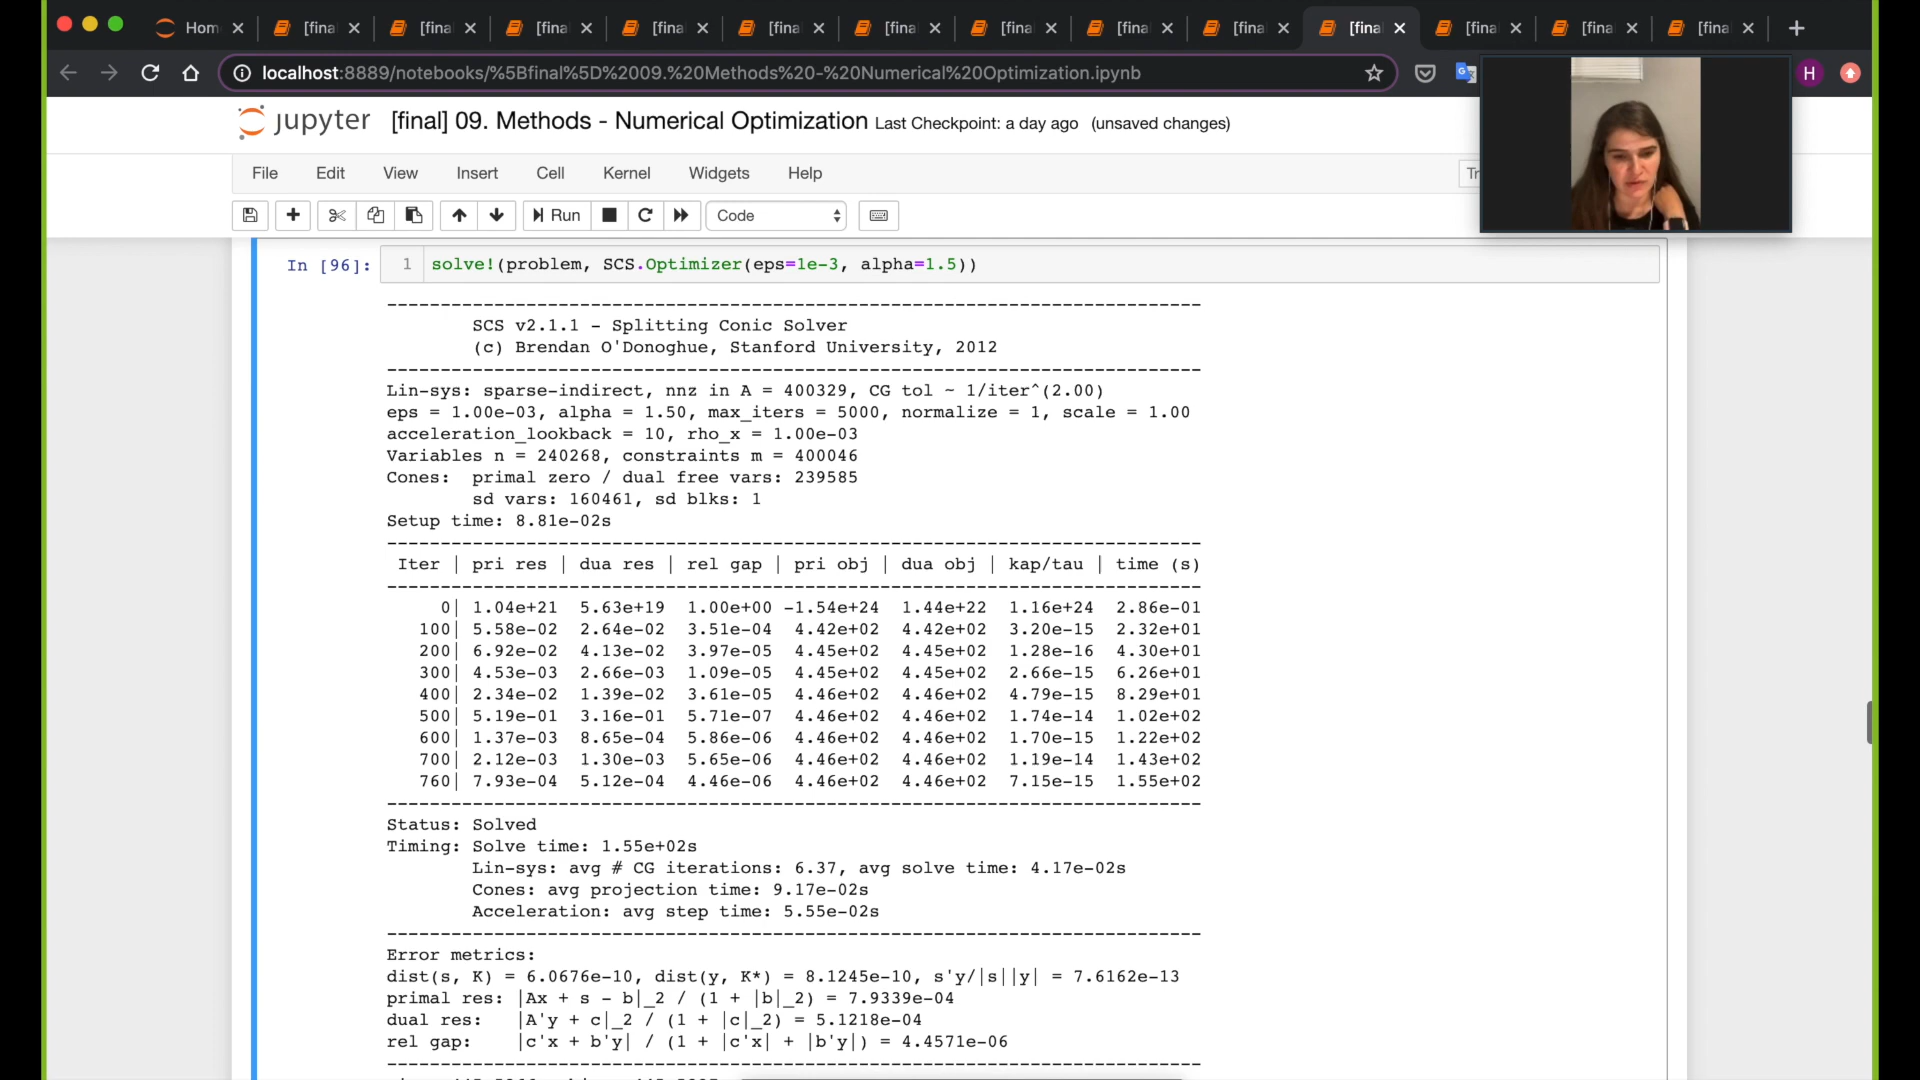 Home
[final
[final
[final
[final
[final
[final
[final
[final
[final
[final
[final
[final
[final
localhost:8889/notebooks/%5Bfinal%5D%2009.%20Methods%20-%20Numerical%20Optimization.ipynb
H
jupyter [final] 09. Methods - Numerical Optimization Last Checkpoint: a day ago (unsaved changes)
File Edit View Insert Cell Kernel Widgets Help
Run Code
In [96]: 1 solve!(problem, SCS.Optimizer(eps=1e-3, alpha=1.5))
----------------------------------------------------------------------------
SCS v2.1.1 - Splitting Conic Solver
(c) Brendan O'Donoghue, Stanford University, 2012
----------------------------------------------------------------------------
Lin-sys: sparse-indirect, nnz in A = 400329, CG tol ~ 1/iter^(2.00)
eps = 1.00e-03, alpha = 1.50, max_iters = 5000, normalize = 1, scale = 1.00
acceleration_lookback = 10, rho_x = 1.00e-03
Variables n = 240268, constraints m = 400046
Cones: primal zero / dual free vars: 239585
sd vars: 160461, sd blks: 1
Setup time: 8.81e-02s
----------------------------------------------------------------------------
Iter | pri res | dua res | rel gap | pri obj | dua obj | kap/tau | time (s)
----------------------------------------------------------------------------
0| 1.04e+21 5.63e+19 1.00e+00 -1.54e+24 1.44e+22 1.16e+24 2.86e-01
100| 5.58e-02 2.64e-02 3.51e-04 4.42e+02 4.42e+02 3.20e-15 2.32e+01
200| 6.92e-02 4.13e-02 3.97e-05 4.45e+02 4.45e+02 1.28e-16 4.30e+01
300| 4.53e-03 2.66e-03 1.09e-05 4.45e+02 4.45e+02 2.66e-15 6.26e+01
400| 2.34e-02 1.39e-02 3.61e-05 4.46e+02 4.46e+02 4.79e-15 8.29e+01
500| 5.19e-01 3.16e-01 5.71e-07 4.46e+02 4.46e+02 1.74e-14 1.02e+02
600| 1.37e-03 8.65e-04 5.86e-06 4.46e+02 4.46e+02 1.70e-15 1.22e+02
700| 2.12e-03 1.30e-03 5.65e-06 4.46e+02 4.46e+02 1.19e-14 1.43e+02
760| 7.93e-04 5.12e-04 4.46e-06 4.46e+02 4.46e+02 7.15e-15 1.55e+02
----------------------------------------------------------------------------
Status: Solved
Timing: Solve time: 1.55e+02s
Lin-sys: avg # CG iterations: 6.37, avg solve time: 4.17e-02s
Cones: avg projection time: 9.17e-02s
Acceleration: avg step time: 5.55e-02s
----------------------------------------------------------------------------
Error metrics:
dist(s, K) = 6.0676e-10, dist(y, K*) = 8.1245e-10, s'y/|s||y| = 7.6162e-13
primal res: |Ax + s - b|_2 / (1 + |b|_2) = 7.9339e-04
dual res: |A'y + c|_2 / (1 + |c|_2) = 5.1218e-04
rel gap: |c'x + b'y| / (1 + |c'x| + |b'y|) = 4.4571e-06
----------------------------------------------------------------------------